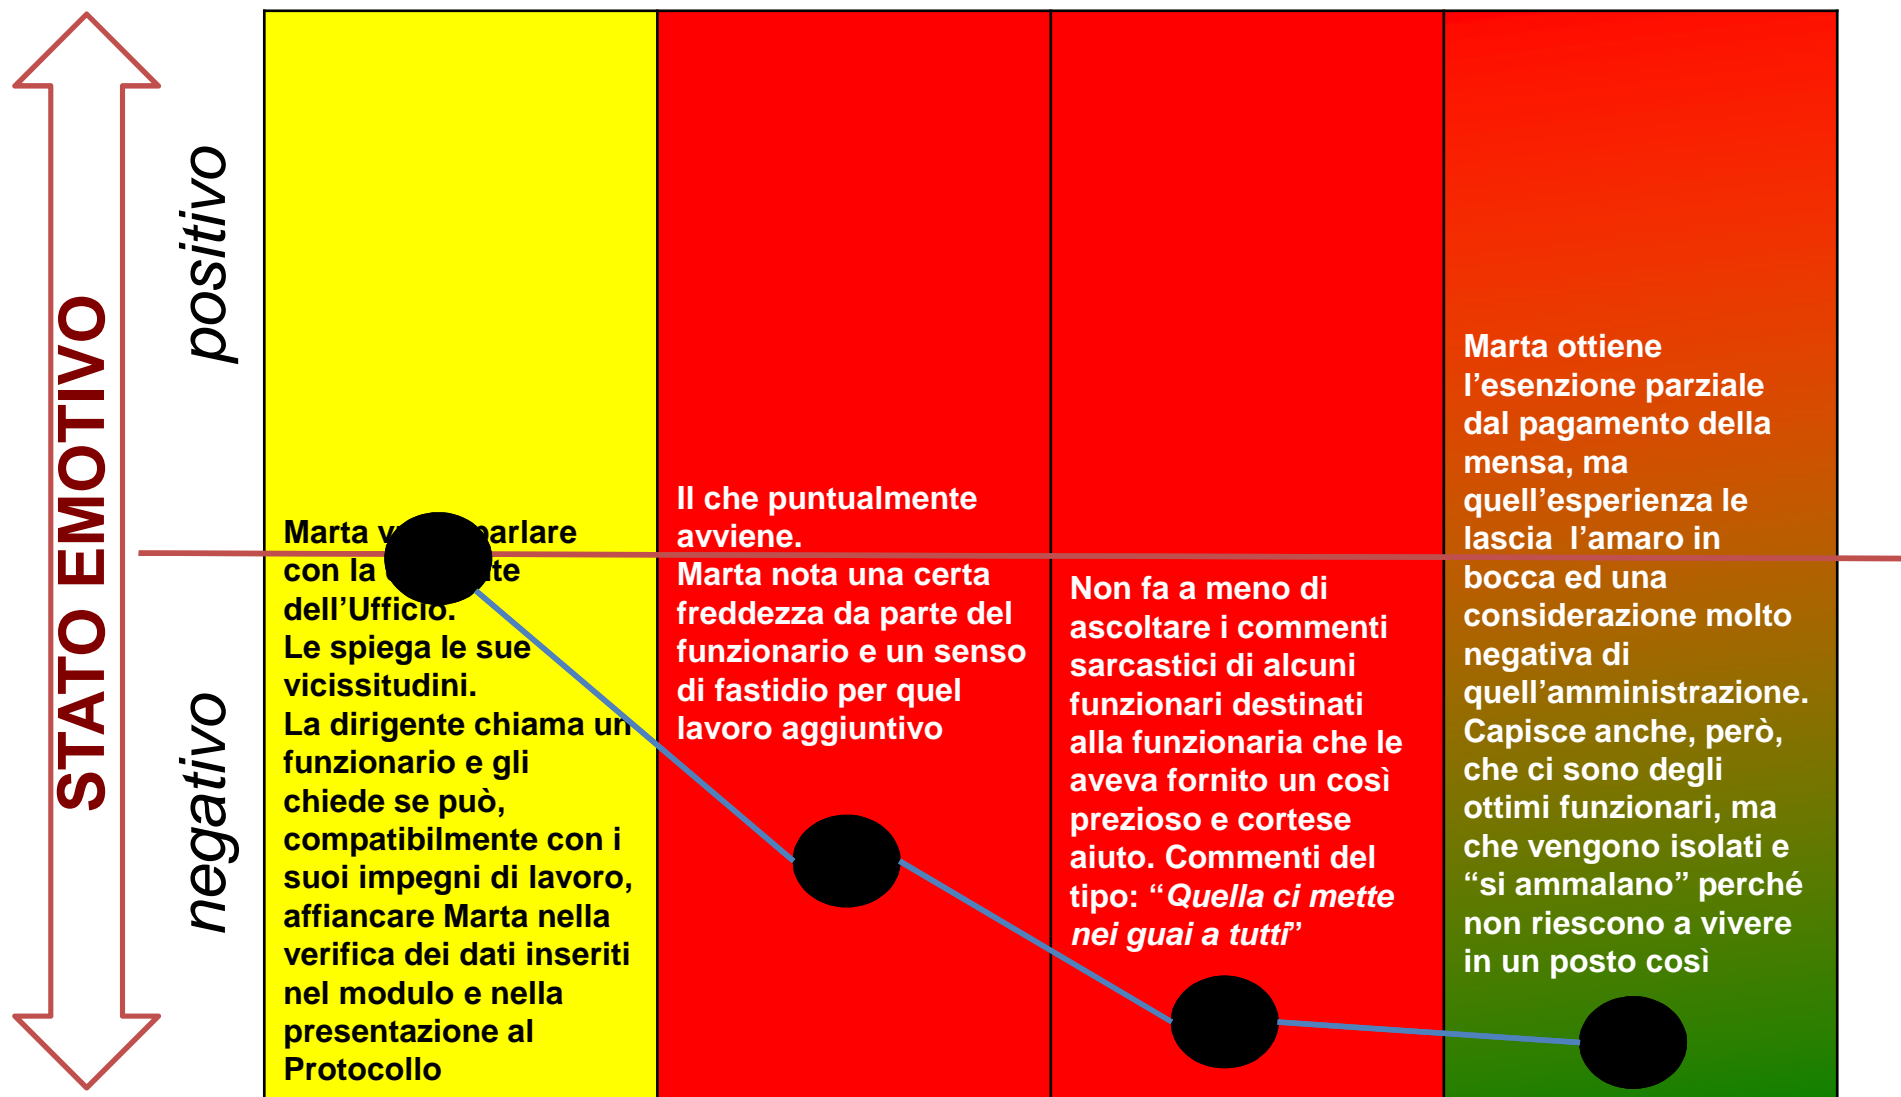 STATO EMOTIVO
positivo
negativo
Marta parlare
con la
dell’Ufficio.
Le spiega le sue
vicissitudini.
La dirigente chiama un
funzionario e gli
chiede se può,
compatibilmente con i
suoi impegni di lavoro,
affiancare Marta nella
verifica dei dati inseriti
nel modulo e nella
presentazione al
Protocollo
Il che puntualmente
avviene.
Marta nota una certa
freddezza da parte del
funzionario e un senso
di fastidio per quel
lavoro aggiuntivo
Non fa a meno di
ascoltare i commenti
sarcastici di alcuni
funzionari destinati
alla funzionaria che le
aveva fornito un così
prezioso e cortese
aiuto. Commenti del
tipo: “Quella ci mette
nei guai a tutti”
Marta ottiene
l’esenzione parziale
dal pagamento della
mensa, ma
quell’esperienza le
lascia l’amaro in
bocca ed una
considerazione molto
negativa di
quell’amministrazione.
Capisce anche, però,
che ci sono degli
ottimi funzionari, ma
che vengono isolati e
“si ammalano” perché
non riescono a vivere
in un posto così